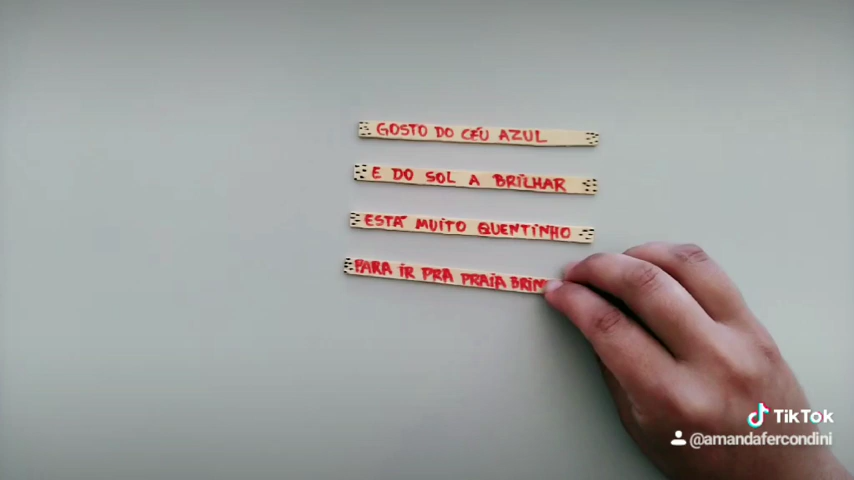 GOSTO DO CÉU AZUL
E DO SOL A BRILHAR
ESTÁ MUITO QUENTINHO
PARA IR PRA PRAIA
TikTok
@amandafercondini